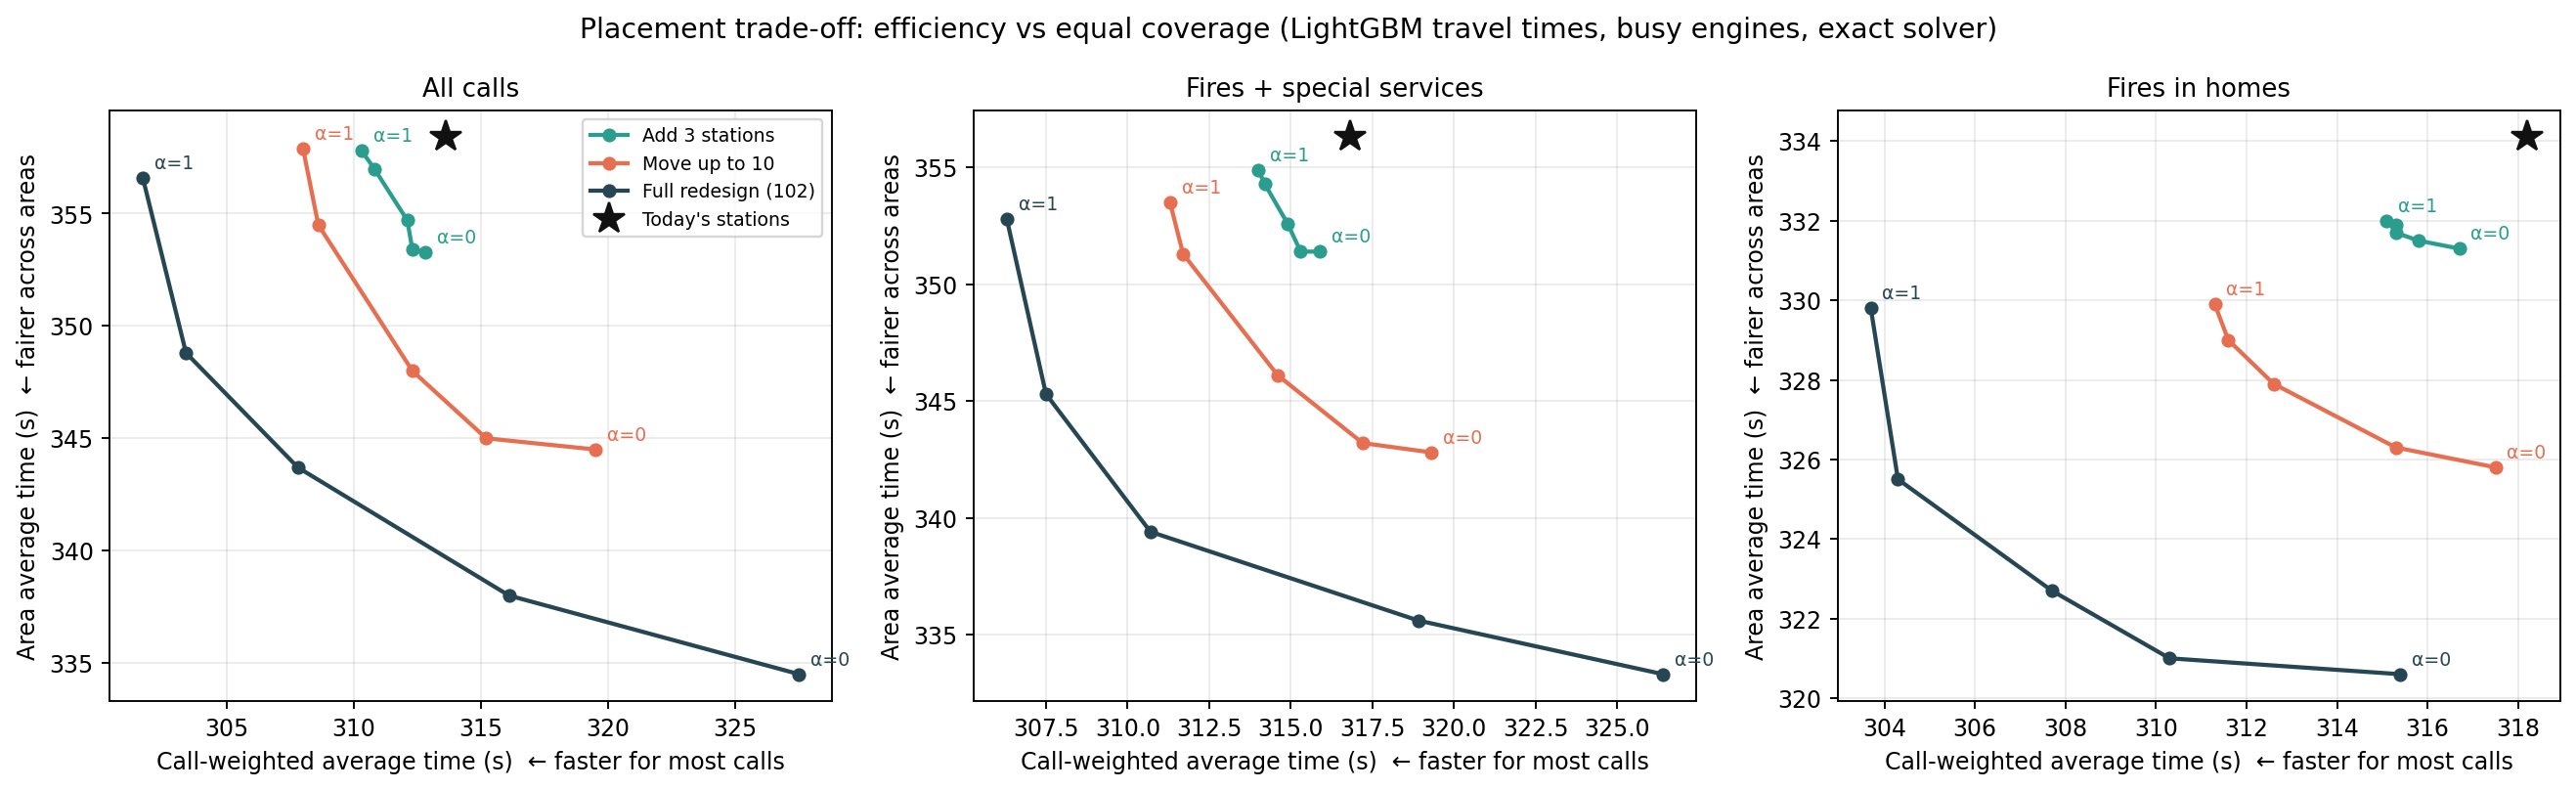 Placement trade-off: efficiency vs equal coverage (LightGBM travel times, busy engines, exact solver)
All calls
Area average time (s) ← fairer across areas
355
350
345
340
335
α=1
α=1
α=1
α=0
α=0
α=0
Add 3 stations
Move up to 10
Full redesign (102)
Today's stations
305 310 315 320 325
Call-weighted average time (s) ← faster for most calls
Fires + special services
Area average time (s) ← fairer across areas
355
350
345
340
335
α=1
α=1
α=1
α=0
α=0
α=0
307.5 310.0 312.5 315.0 317.5 320.0 322.5 325.0
Call-weighted average time (s) ← faster for most calls
Fires in homes
Area average time (s) ← fairer across areas
334
332
330
328
326
324
322
320
α=1
α=0
α=1
α=1
α=0
α=0
304 306 308 310 312 314 316 318
Call-weighted average time (s) ← faster for most calls